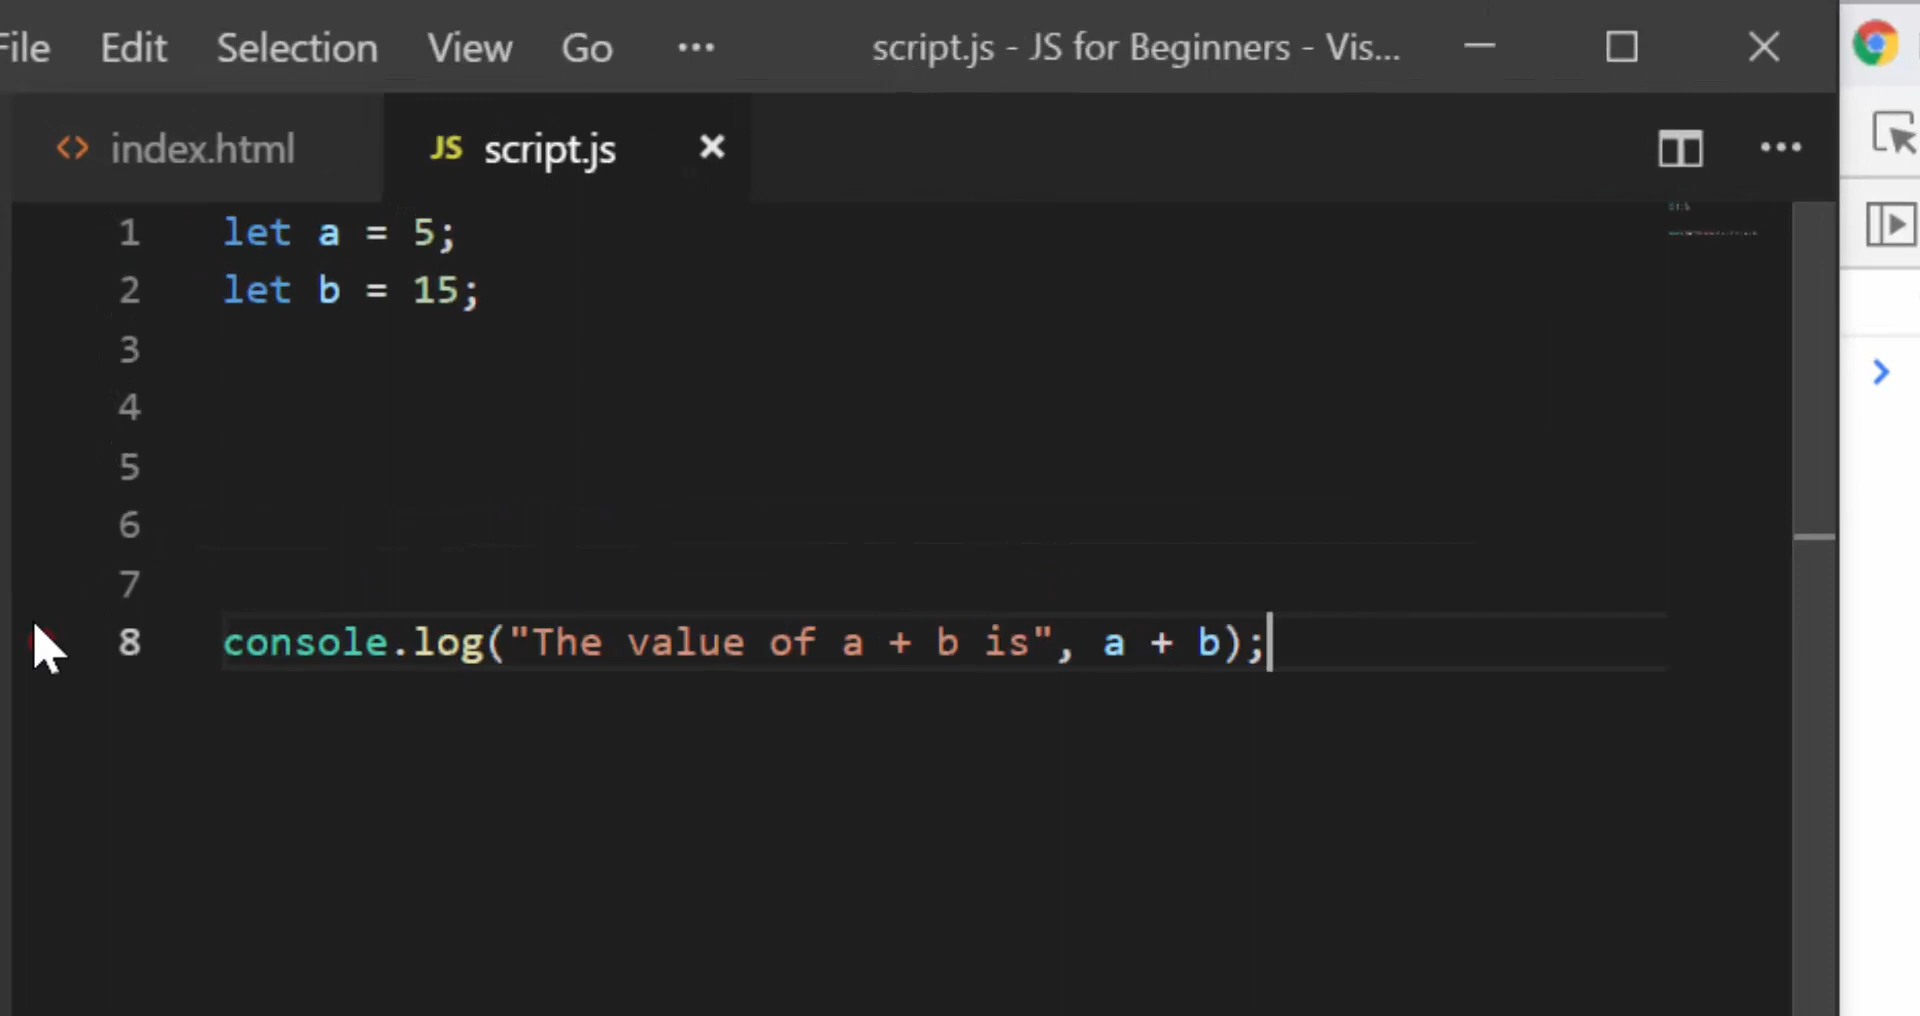 File Edit Selection View Go ··· script.js - JS for Beginners - Vis...
<> index.html JS script.js
1 let a = 5;
2 let b = 15;
3
4
5
6
7
8 console.log("The value of a + b is", a + b);